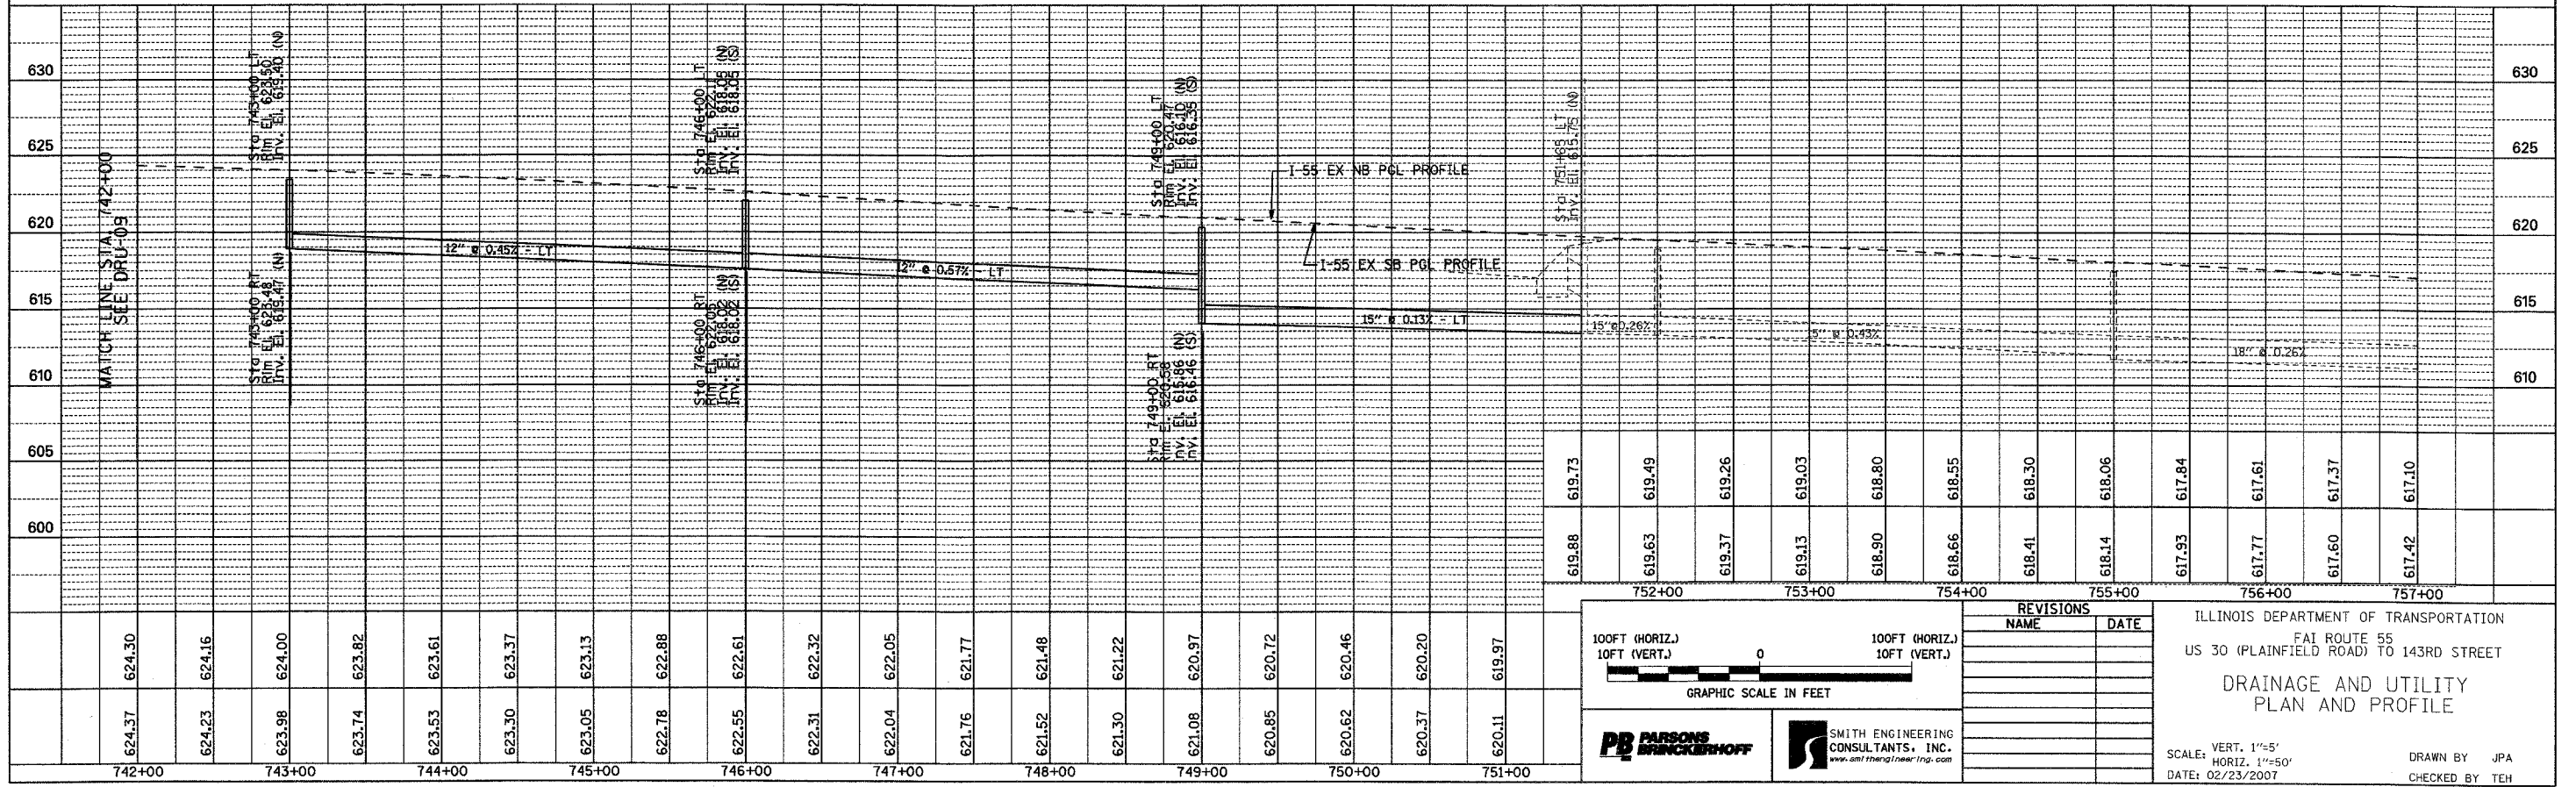 630
625
620
615
610
605
600
630
625
620
615
610
MATCH LINE STA. 742+00
SEE DRU-09
Sta 743+00 LT
Rim El. 623.50
Inv. El. 619.40 (N)
Sta 743+00 RT
Rim El. 623.48
Inv. El. 619.47 (N)
Sta 746+00 LT
Rim El. 622.11
Inv. El. 618.05 (N)
Inv. El. 618.05 (S)
Sta 746+00 RT
Rim El. 622.05
Inv. El. 618.02 (N)
Inv. El. 618.02 (S)
Sta 749+00 LT
Rim El. 620.47
Inv. El. 616.10 (N)
Inv. El. 616.35 (S)
Sta 749+00 RT
Rim El. 620.58
Inv. El. 615.86 (N)
Inv. El. 616.46 (S)
Sta 751+65 LT
Inv. El. 615.75 (N)
12" @ 0.45% - LT
12" @ 0.57% - LT
15" @ 0.13% - LT
15" @ 0.26%
5" @ 0.43%
18" @ 0.26%
I-55 EX NB PGL PROFILE
I-55 EX SB PGL PROFILE
619.73 619.49 619.26 619.03 618.80 618.55 618.30 618.06 617.84 617.61 617.37 617.10
619.88 619.63 619.37 619.13 618.90 618.66 618.41 618.14 617.93 617.77 617.60 617.42
752+00 753+00 754+00 755+00 756+00 757+00
624.30 624.16 624.00 623.82 623.61 623.37 623.13 622.88 622.61 622.32 622.05 621.77 621.48 621.22 620.97 620.72 620.46 620.20 619.97
624.37 624.23 623.98 623.74 623.53 623.30 623.05 622.78 622.55 622.31 622.04 621.76 621.52 621.30 621.08 620.85 620.62 620.37 620.11
742+00 743+00 744+00 745+00 746+00 747+00 748+00 749+00 750+00 751+00
100FT (HORIZ.) 100FT (HORIZ.)
10FT (VERT.) 0 10FT (VERT.)
GRAPHIC SCALE IN FEET
PB PARSONS
BRINCKERHOFF
SMITH ENGINEERING
CONSULTANTS, INC.
www.smithengineering.com
REVISIONS
NAME DATE
ILLINOIS DEPARTMENT OF TRANSPORTATION
FAI ROUTE 55
US 30 (PLAINFIELD ROAD) TO 143RD STREET
DRAINAGE AND UTILITY
PLAN AND PROFILE
SCALE: VERT. 1"=5'
HORIZ. 1"=50'
DATE: 02/23/2007
DRAWN BY JPA
CHECKED BY TEH